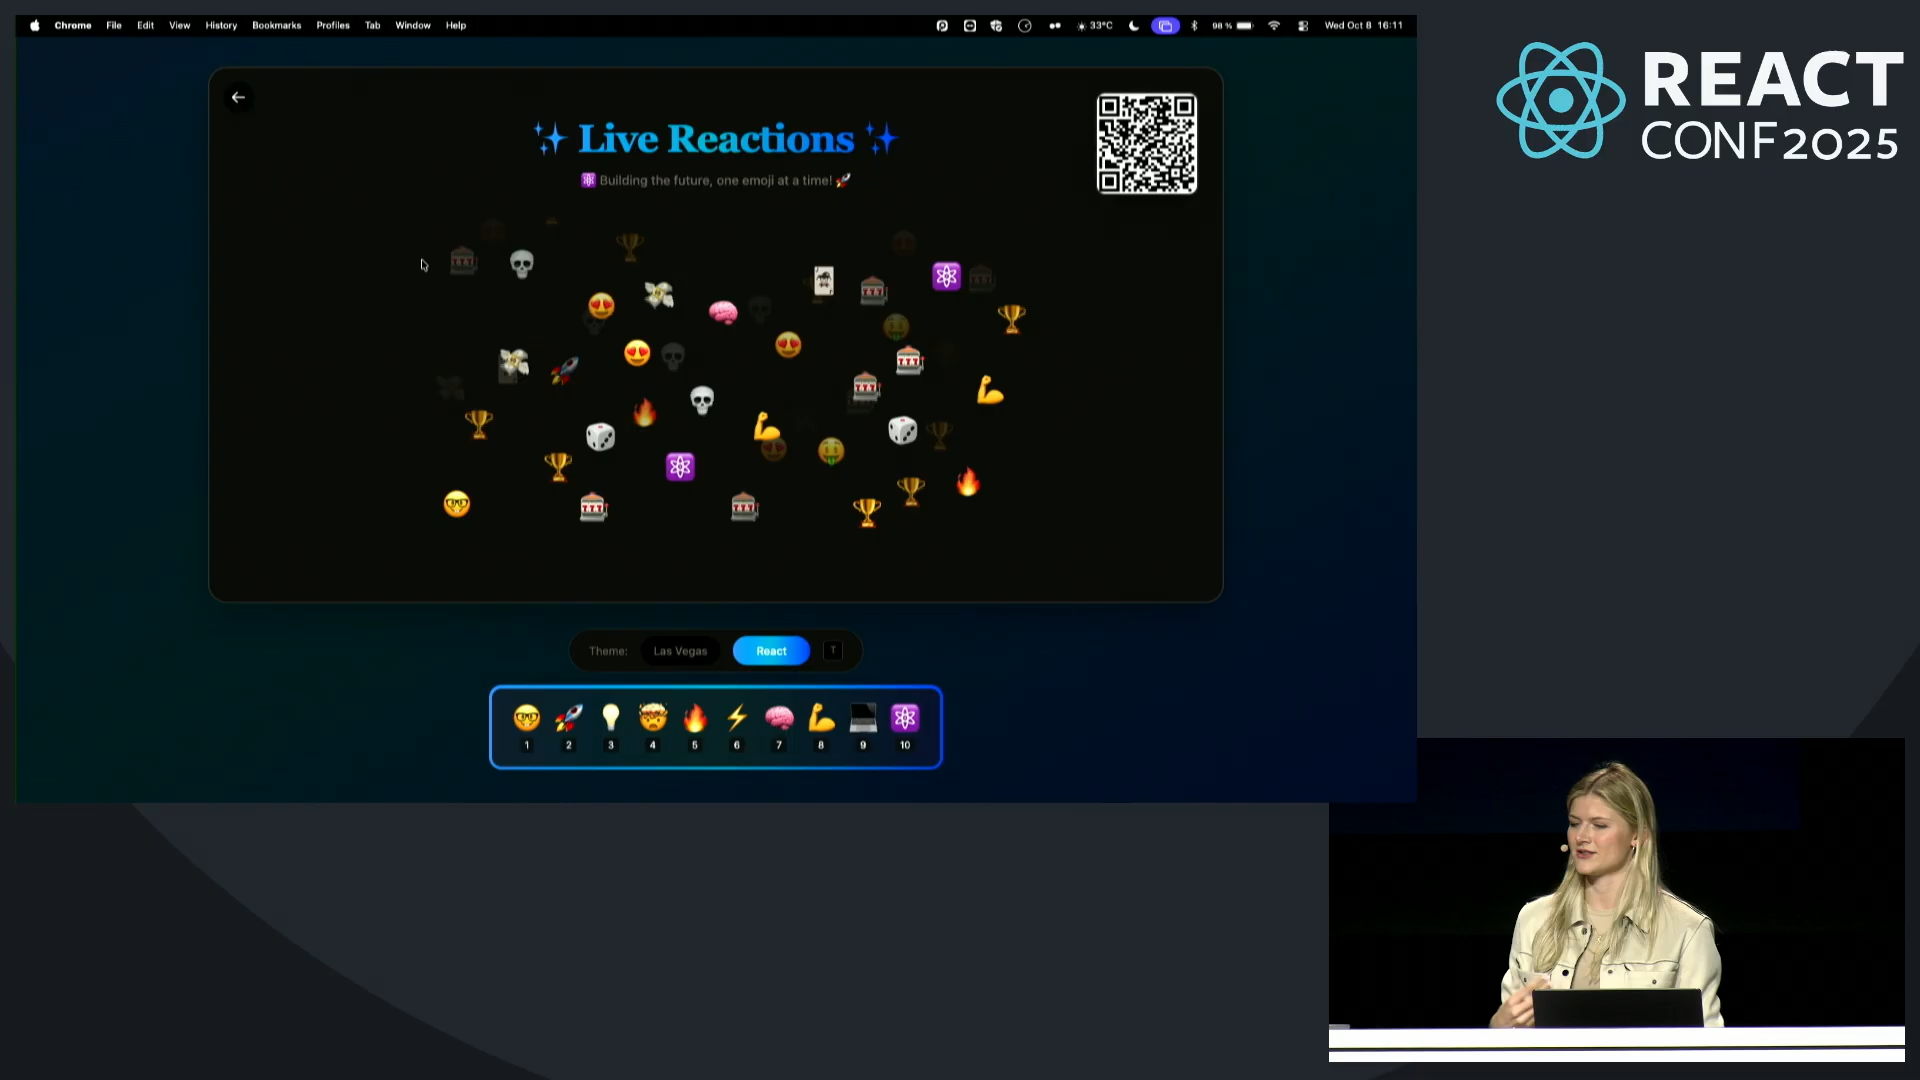 Chrome File Edit View History Bookmarks Profiles Tab Window Help 33°C 98 % Wed Oct 8 16:11
REACT
CONF2025
Live Reactions
Building the future, one emoji at a time!
Theme: Las Vegas React T
1 2 3 4 5 6 7 8 9 10